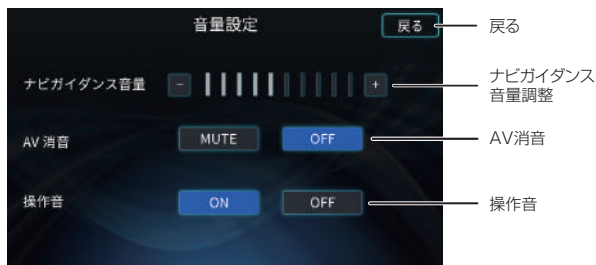 音量設定
戻る
戻る
ナビガイダンス音量
－
+
ナビガイダンス
音量調整
AV 消音
MUTE
OFF
AV消音
操作音
ON
OFF
操作音